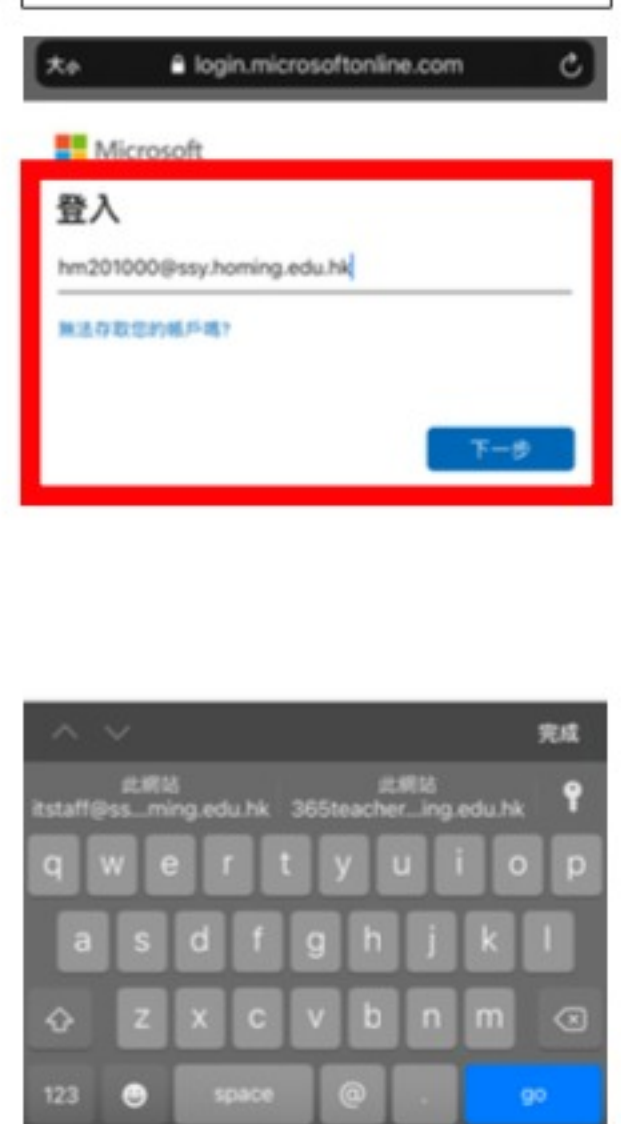 大小 login.microsoftonline.com
Microsoft
登入
hm201000@ssy.homing.edu.hk
無法存取您的帳戶嗎?
下一步
完成
此網站 此網站
itstaff@ss...ming.edu.hk 365teacher...ing.edu.hk
q w e r t y u i o p
a s d f g h j k l
z x c v b n m
123 space @ . go